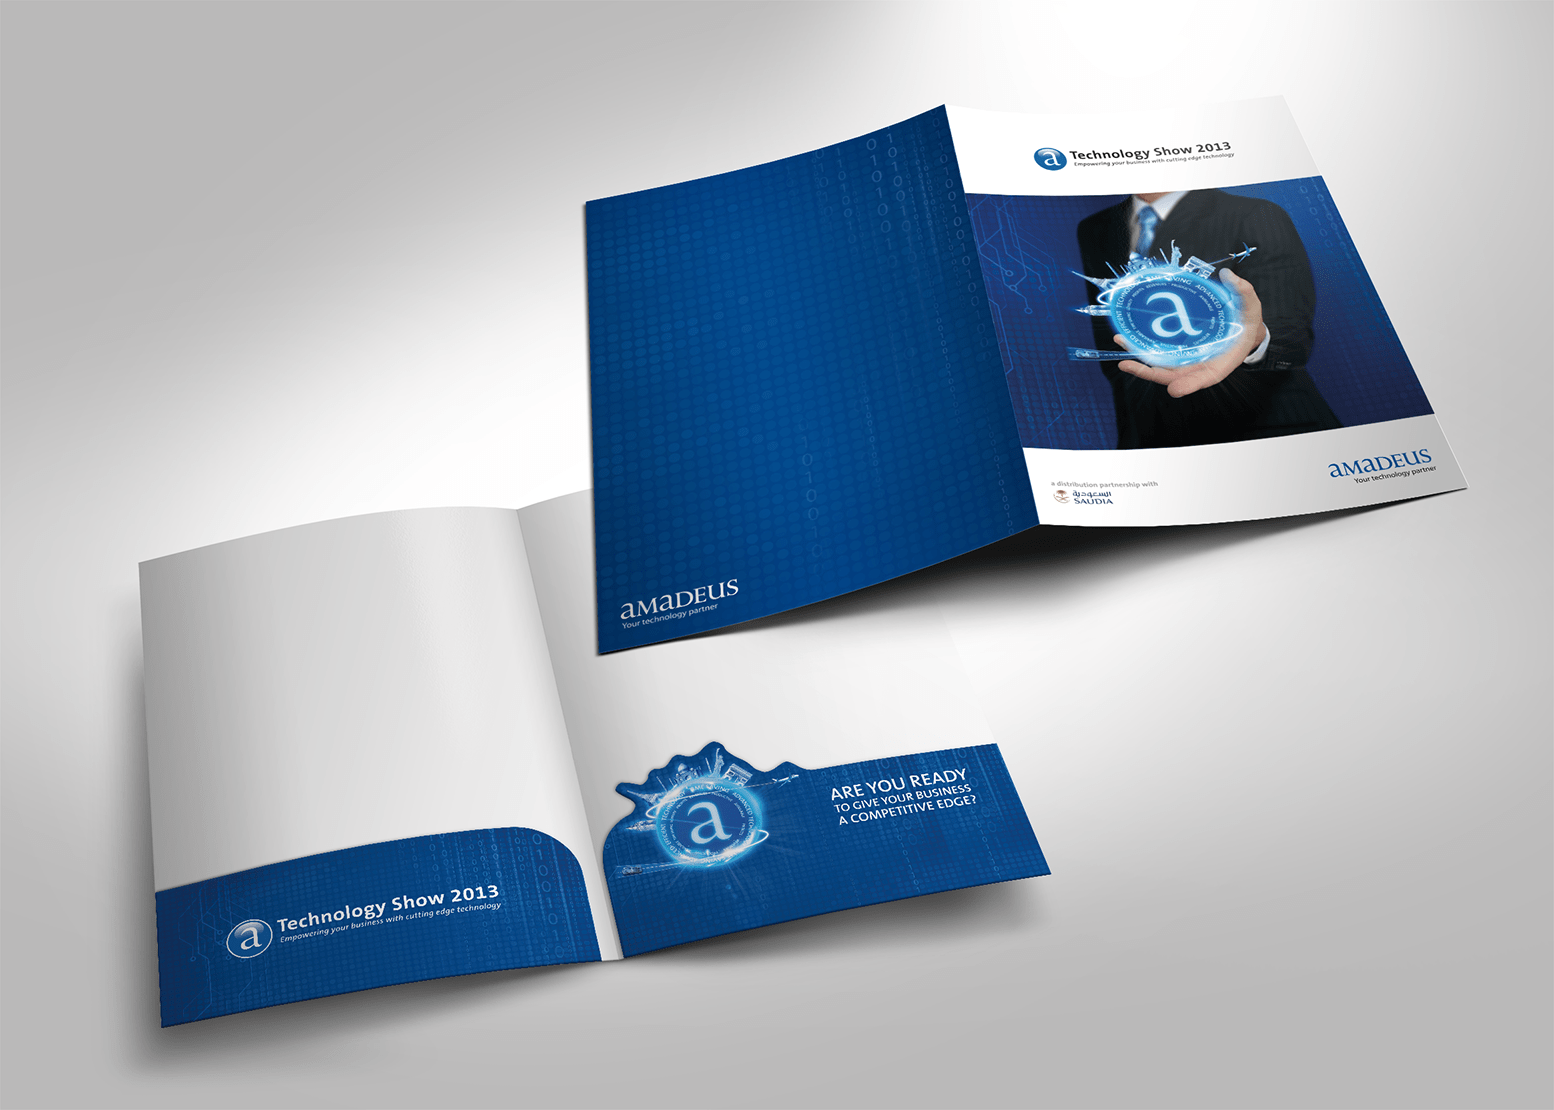 a Technology Show 2013
Empowering your business with cutting edge technology
a
a distribution partnership with
السعودية
SAUDIA
aMaDEUS
Your technology partner
aMaDEUS
Your technology partner
a Technology Show 2013
Empowering your business with cutting edge technology
a
ARE YOU READY
TO GIVE YOUR BUSINESS
A COMPETITIVE EDGE?